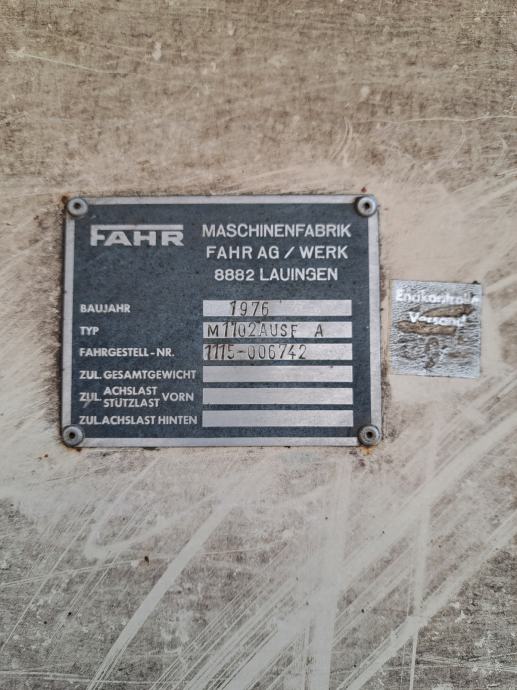 FAHR
MASCHINENFABRIK
FAHR AG / WERK
8882 LAUINGEN
BAUJAHR 1976
TYP M1102AUSF A
FAHRGESTELL-NR. 1115-006742
ZUL. GESAMTGEWICHT
ZUL. ACHSLAST VORN
STÜTZLAST
ZUL. ACHSLAST HINTEN
Endkontrolle
Versand